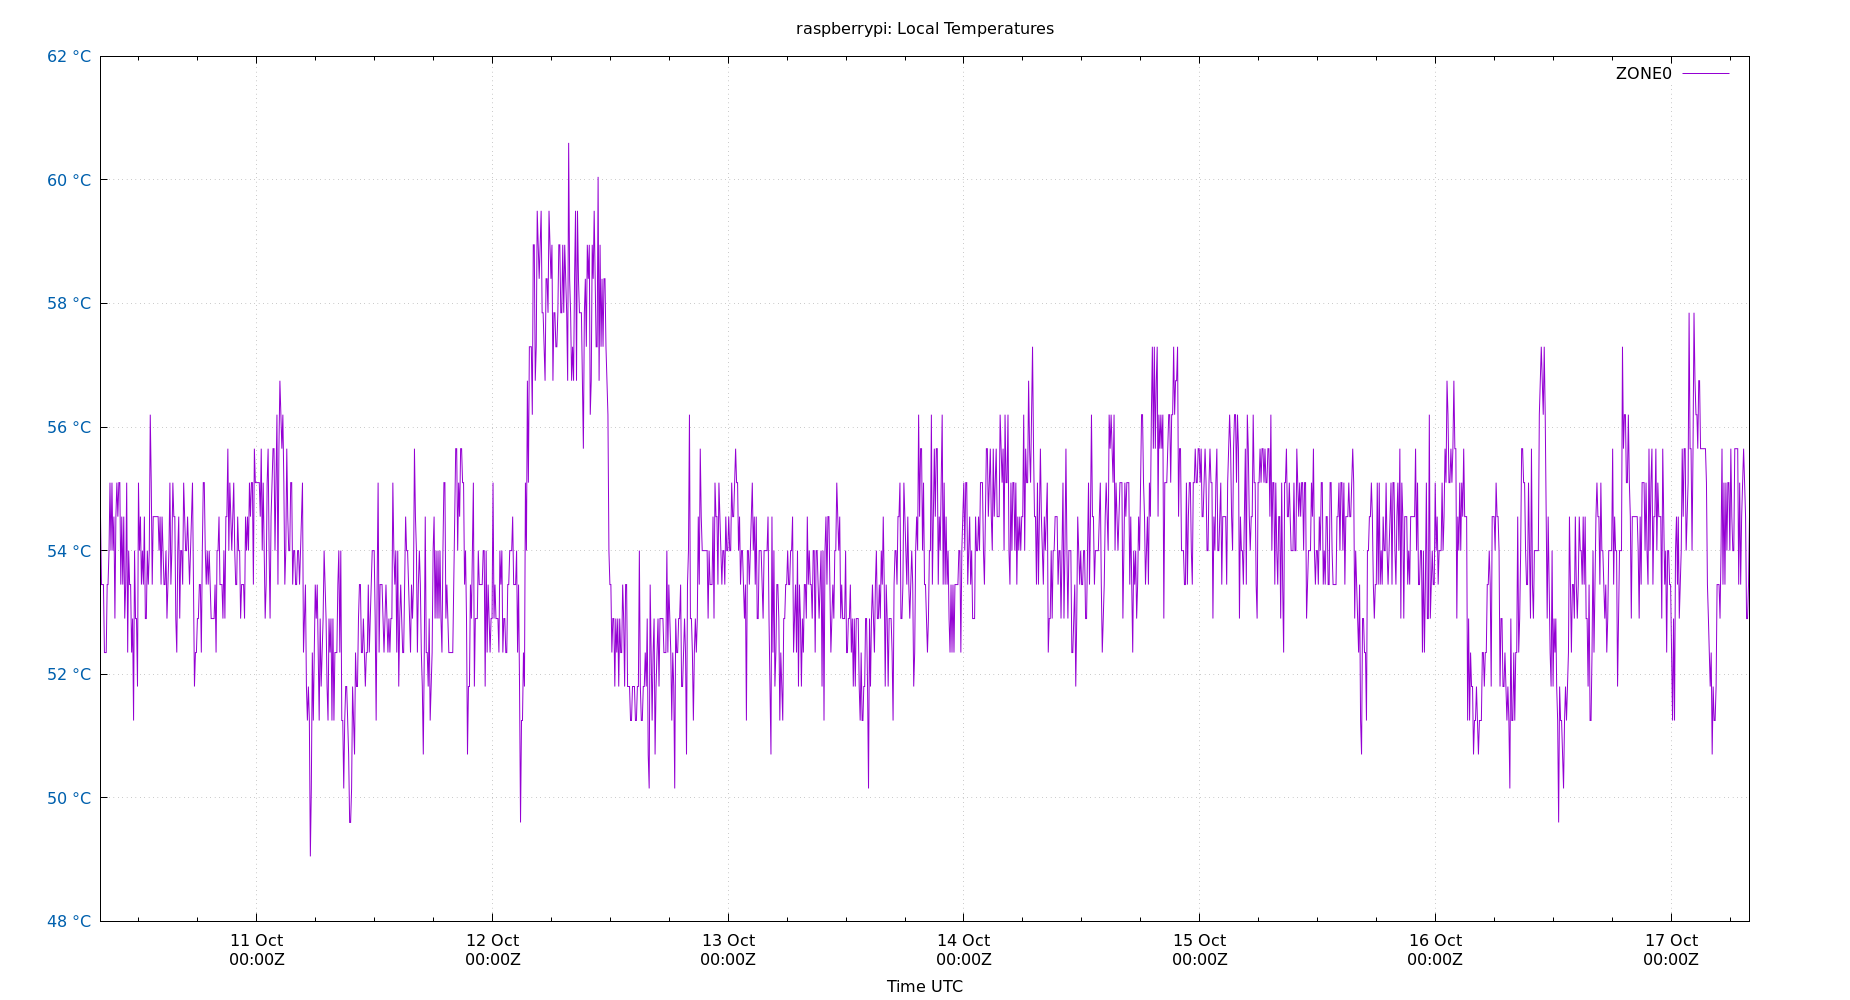 raspberrypi: Local Temperatures
62 °C
ZONE0
60 °C
58 °C
56 °C
54 °C
52 °C
50 °C
48 °C
11 Oct 12 Oct 13 Oct 14 Oct 15 Oct 16 Oct 17 Oct
00:00Z 00:00Z 00:00Z 00:00Z 00:00Z 00:00Z 00:00Z
Time UTC